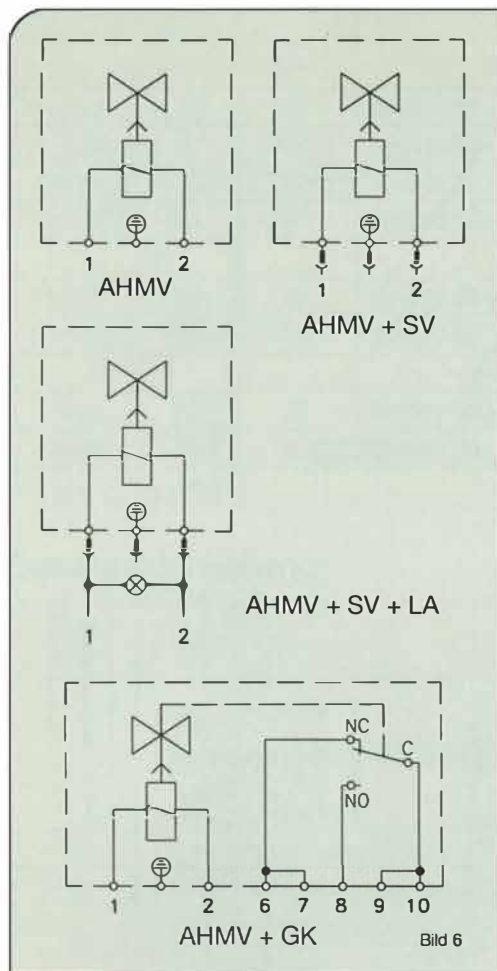 1 2
1 2
AHMV
AHMV + SV
AHMV + SV + LA
1 2
NC
C
NO
1 2 6 7 8 9 10
AHMV + GK
Bild 6